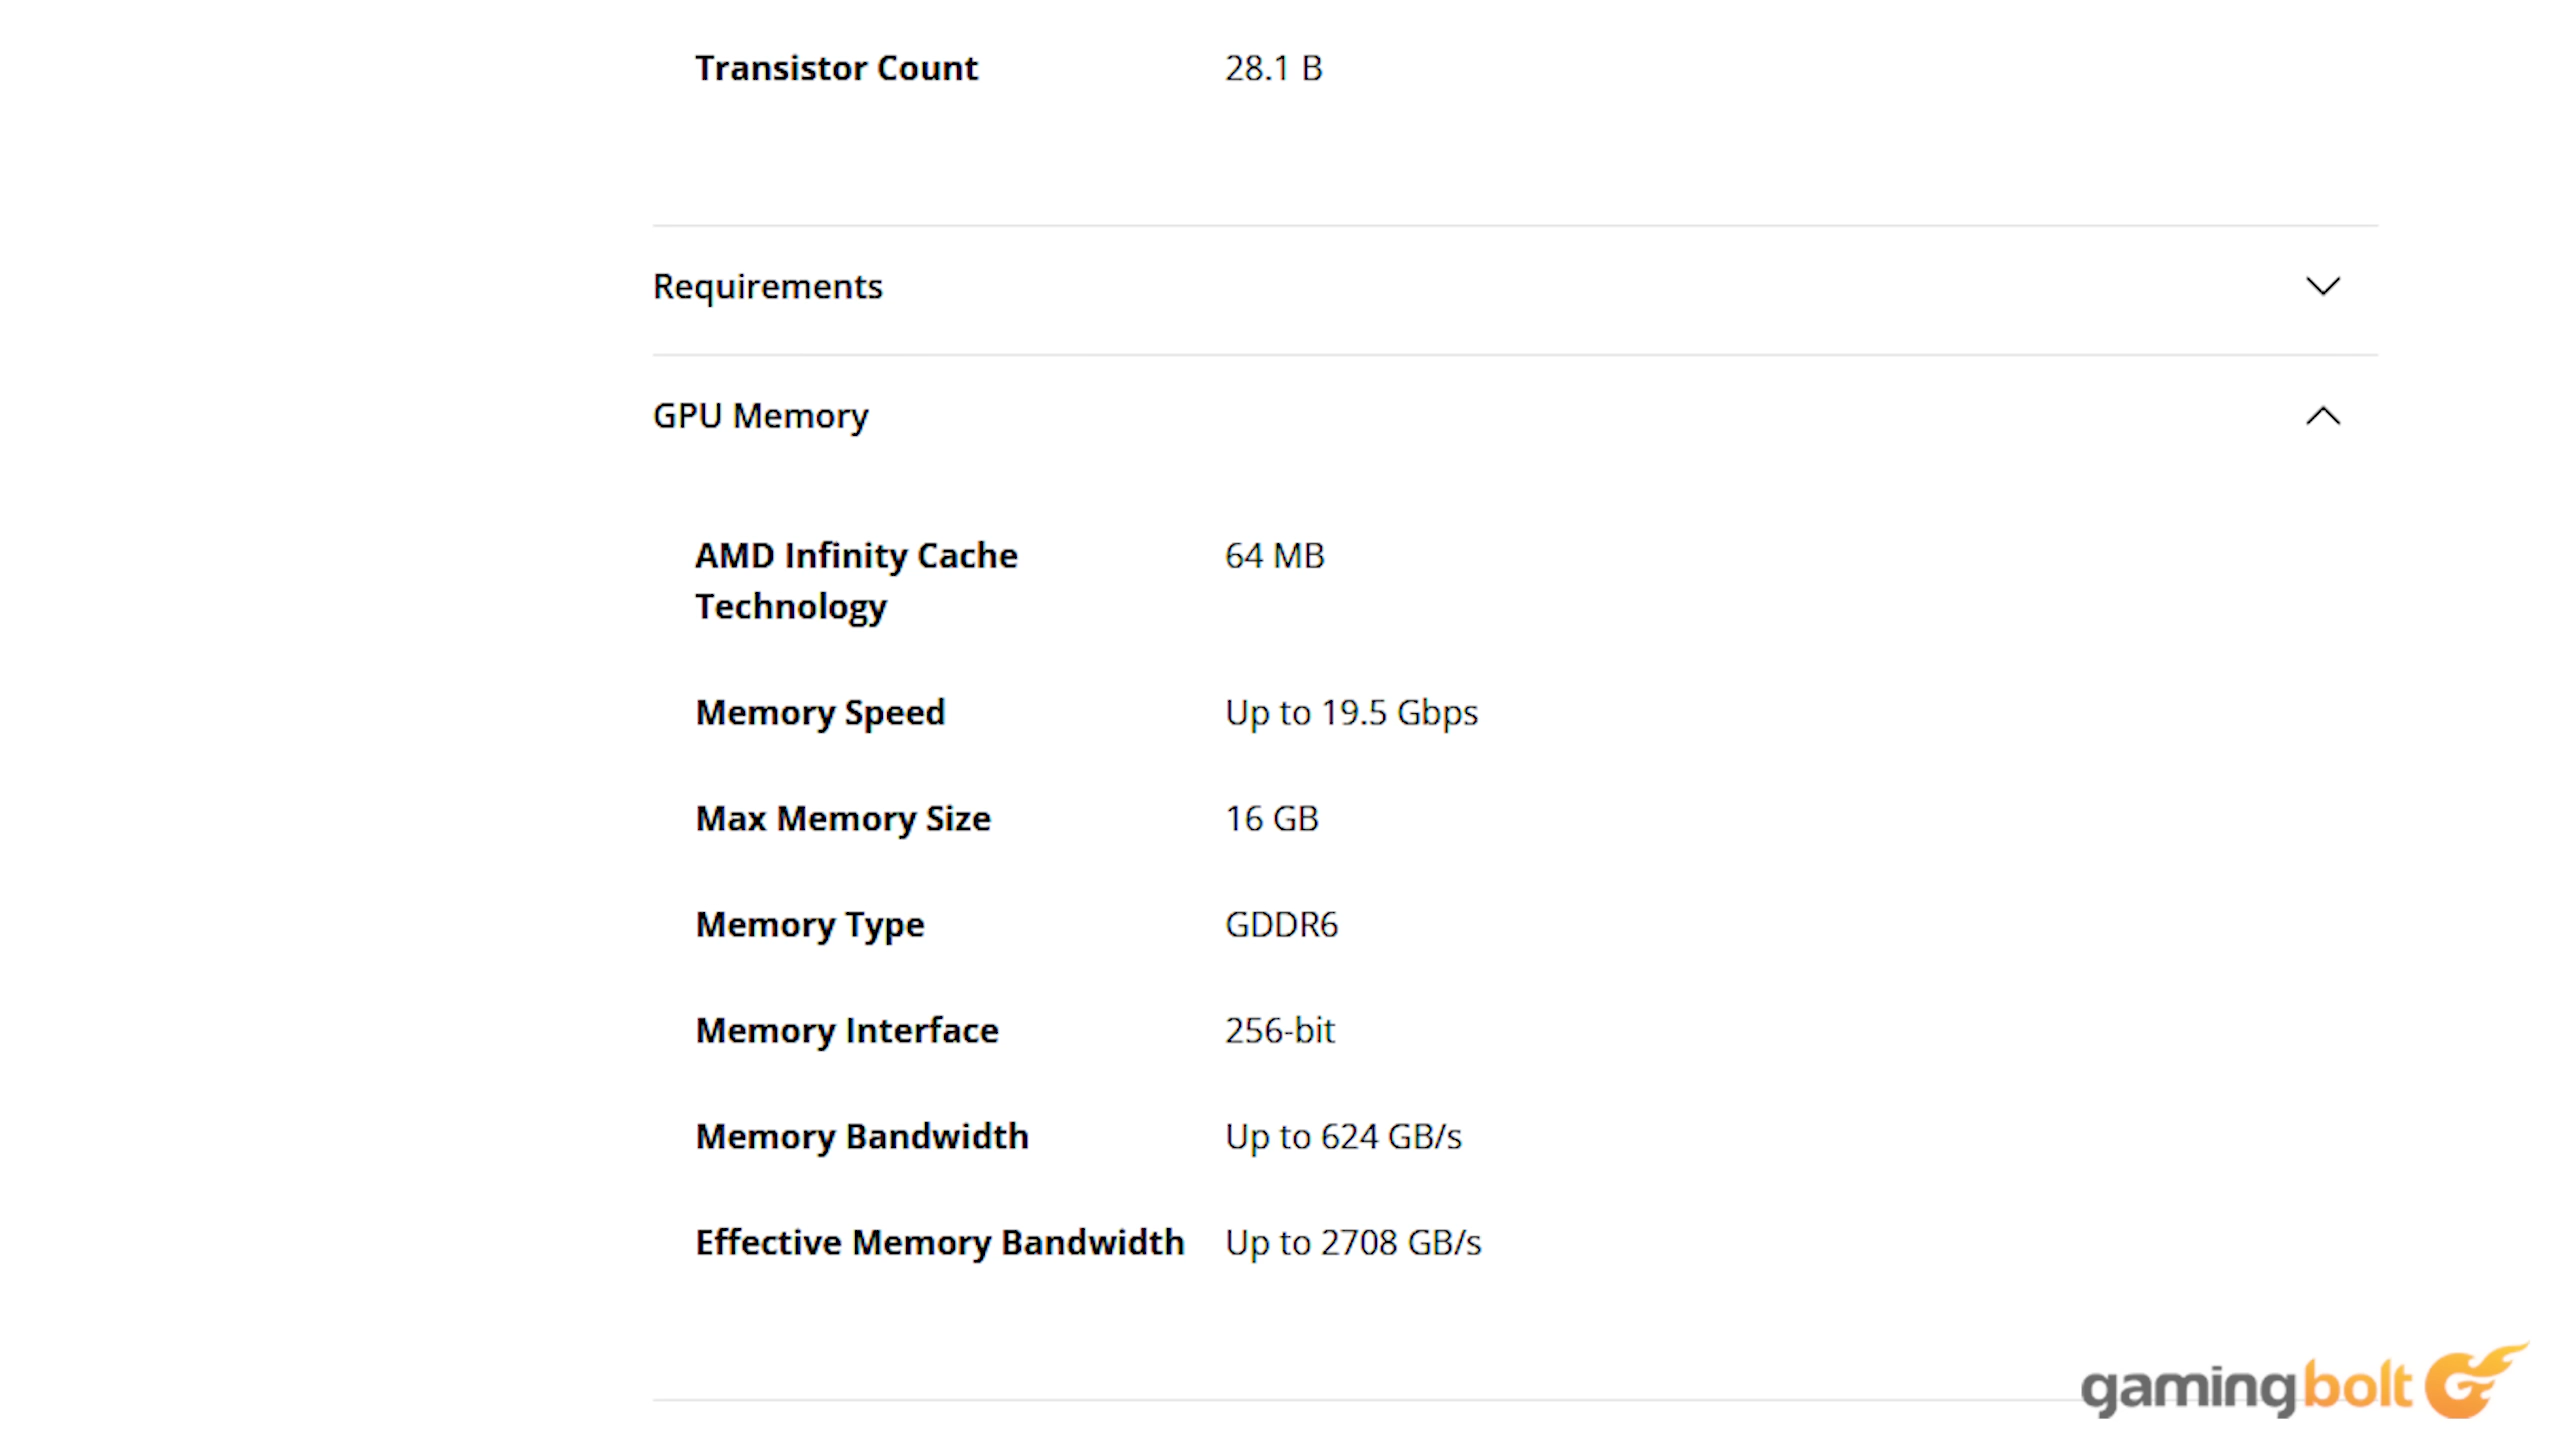 Transistor Count 28.1 B
Requirements
GPU Memory
AMD Infinity Cache 64 MB
Technology
Memory Speed Up to 19.5 Gbps
Max Memory Size 16 GB
Memory Type GDDR6
Memory Interface 256-bit
Memory Bandwidth Up to 624 GB/s
Effective Memory Bandwidth Up to 2708 GB/s
gamingbolt